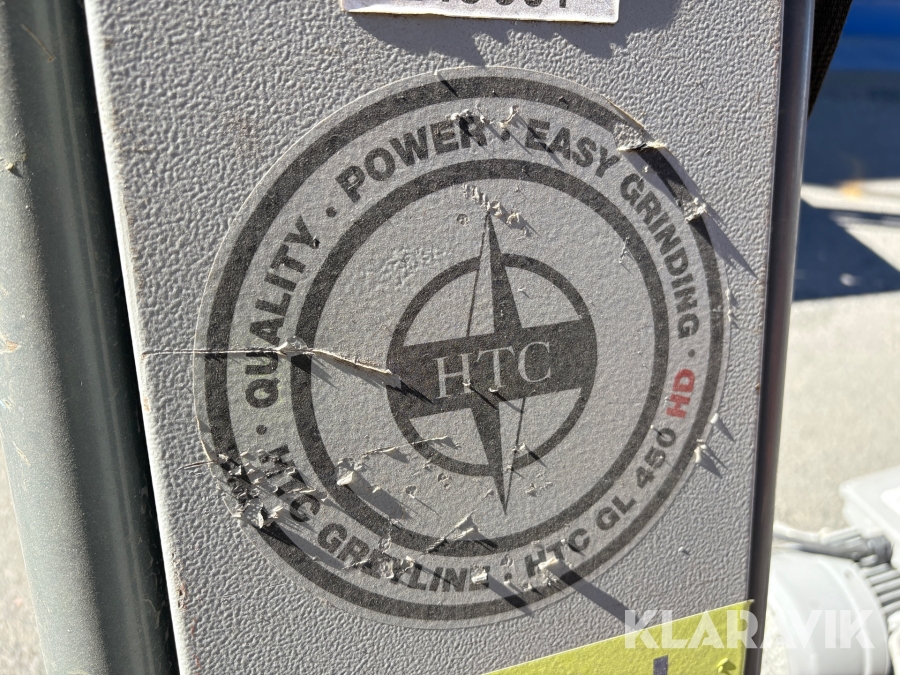 QUALITY · POWER · EASY GRINDING ·
HTC GREYLINE · HTC GL 450 HD ·
HTC
KLARAVIK